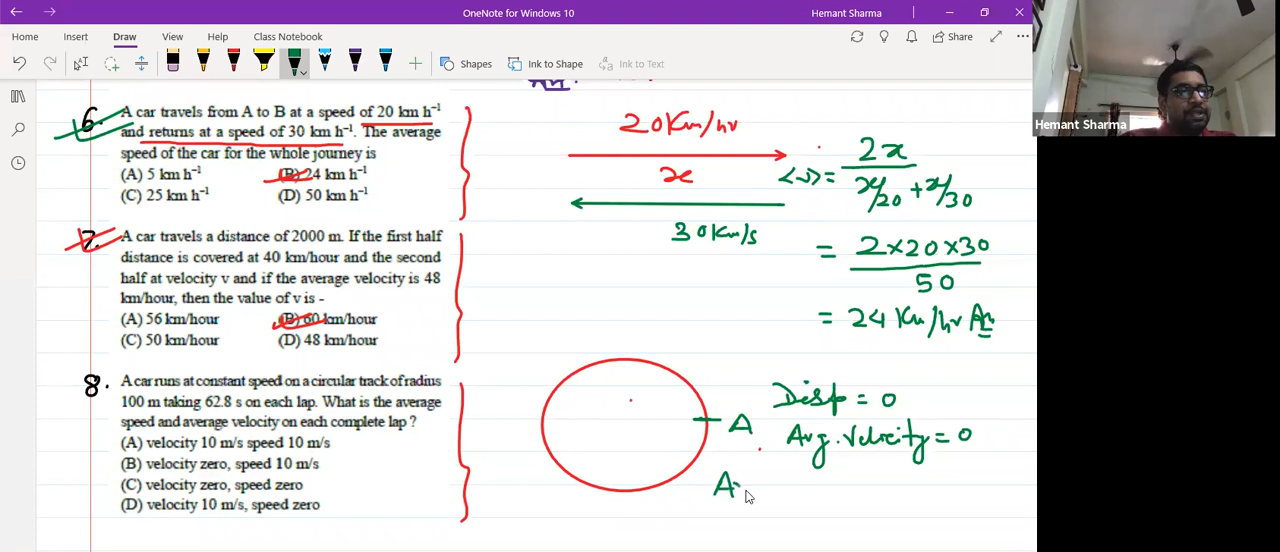 OneNote for Windows 10
Hemant Sharma
Home Insert Draw View Help Class Notebook
Share
Shapes Ink to Shape Ink to Text
6. A car travels from A to B at a speed of 20 km h⁻¹
and returns at a speed of 30 km h⁻¹. The average
speed of the car for the whole journey is
(A) 5 km h⁻¹ (B) 24 km h⁻¹
(C) 25 km h⁻¹ (D) 50 km h⁻¹
7. A car travels a distance of 2000 m. If the first half
distance is covered at 40 km/hour and the second
half at velocity v and if the average velocity is 48
km/hour, then the value of v is -
(A) 56 km/hour (B) 60 km/hour
(C) 50 km/hour (D) 48 km/hour
8. A car runs at constant speed on a circular track of radius
100 m taking 62.8 s on each lap. What is the average
speed and average velocity on each complete lap ?
(A) velocity 10 m/s speed 10 m/s
(B) velocity zero, speed 10 m/s
(C) velocity zero, speed zero
(D) velocity 10 m/s, speed zero
20 Km/hr
x
30 Km/s
<v> = 2x / (x/20 + x/30)
= 2×20×30 / 50
= 24 Km/hr An
A
Disp = 0
Avg. Velocity = 0
Av
Hemant Sharma